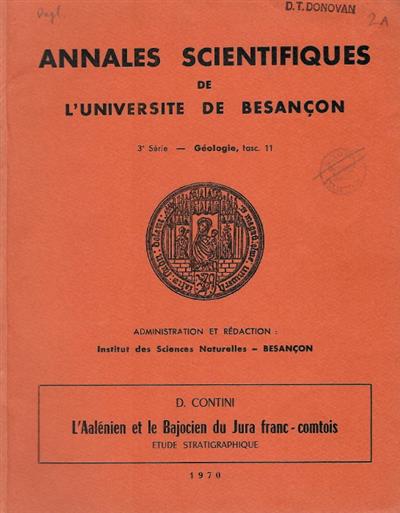 D.T. DONOVAN
2A
ANNALES SCIENTIFIQUES
DE
L'UNIVERSITE DE BESANÇON
3e Série — Géologie, fasc. 11
ADMINISTRATION ET RÉDACTION :
Institut des Sciences Naturelles – BESANÇON
D. CONTINI
L'Aalénien et le Bajocien du Jura franc-comtois
ETUDE STRATIGRAPHIQUE
1970